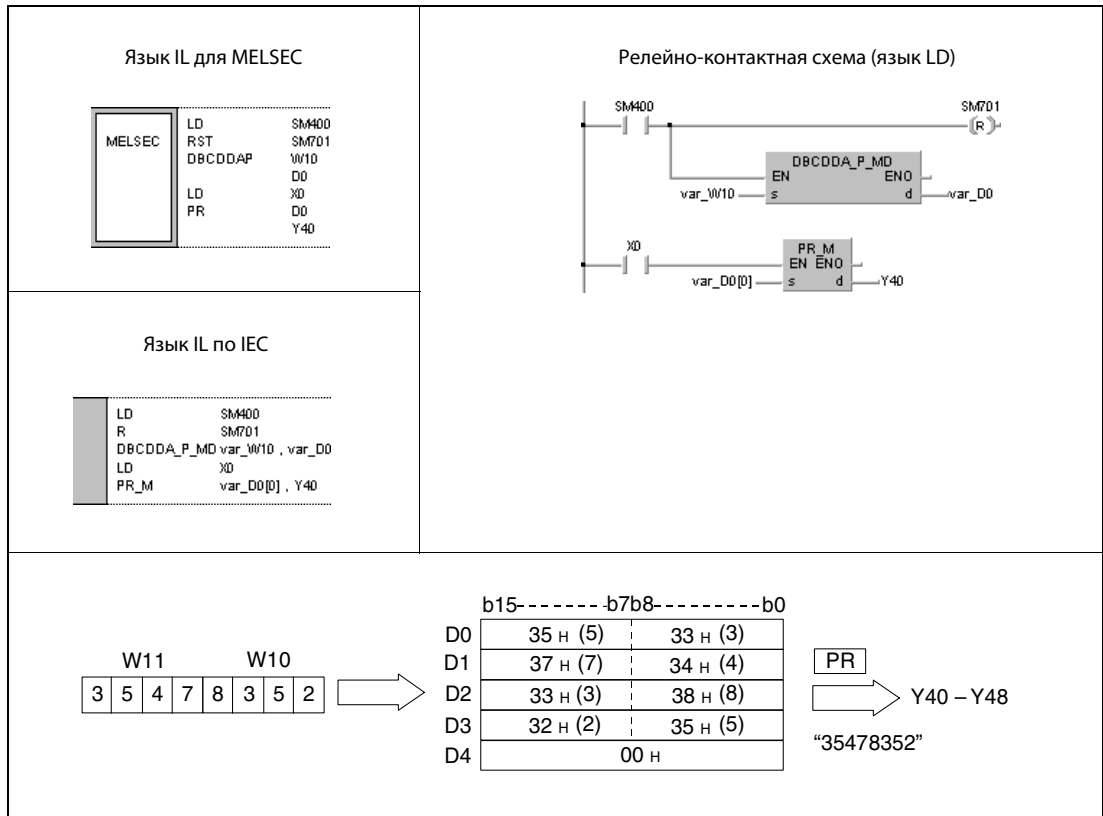 Язык IL для MELSEC
MELSEC
LD SM400
RST SM701
DBCDDAP W10
D0
LD X0
PR D0
Y40
Релейно-контактная схема (язык LD)
SM400 SM701
( R )
DBCDDA_P_MD
EN ENO
var_W10 s d var_D0
X0
PR_M
EN ENO
var_D0[0] s d Y40
Язык IL по IEC
LD SM400
R SM701
DBCDDA_P_MD var_W10 , var_D0
LD X0
PR_M var_D0[0] , Y40
b15--------b7b8-----------b0
W11 W10
3 5 4 7 8 3 5 2
D0 35 H (5) 33 H (3)
D1 37 H (7) 34 H (4)
D2 33 H (3) 38 H (8)
D3 32 H (2) 35 H (5)
D4 00 H
PR
Y40 – Y48
“35478352”